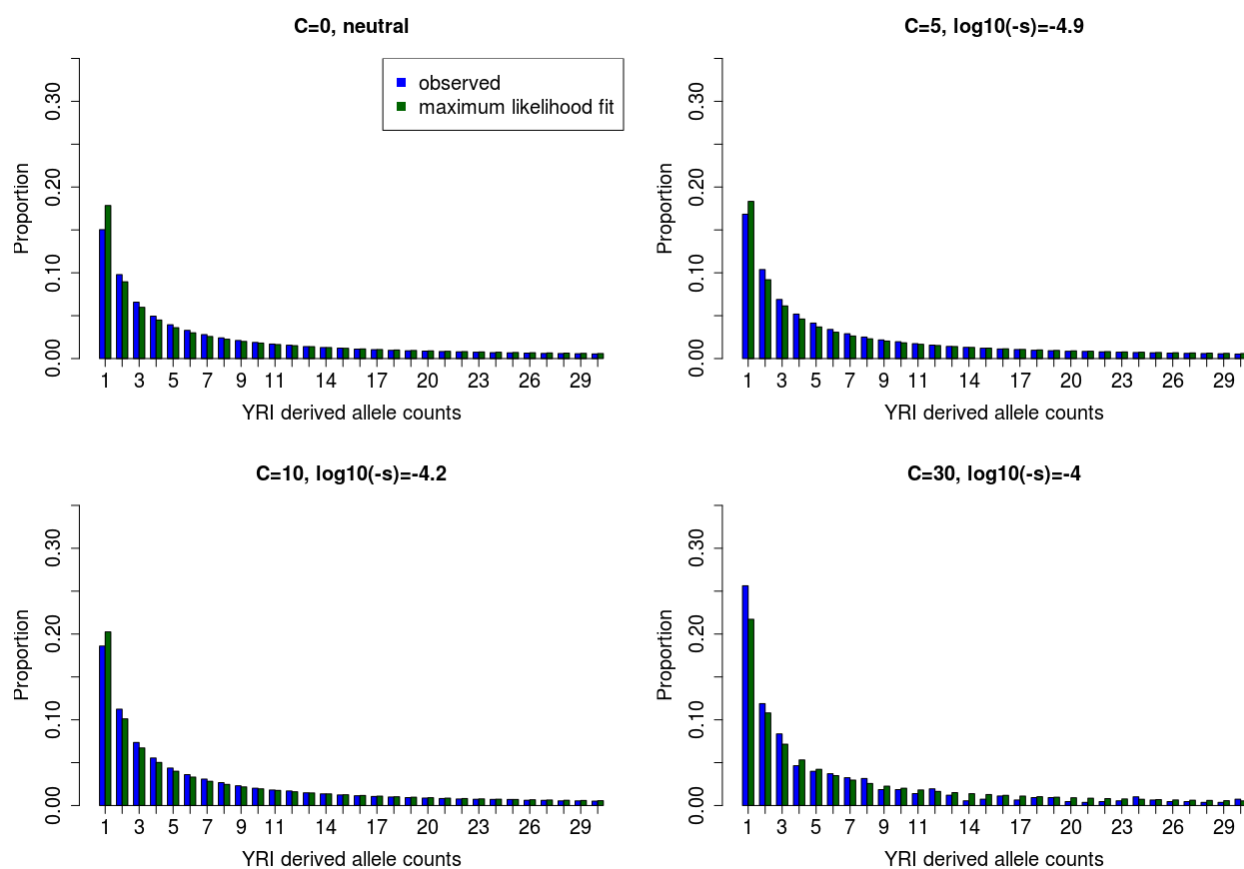 C=0, neutral
observed
maximum likelihood fit
Proportion
0.00 0.10 0.20 0.30
1 3 5 7 9 11 14 17 20 23 26 29
YRI derived allele counts
C=5, log10(-s)=-4.9
Proportion
0.00 0.10 0.20 0.30
1 3 5 7 9 11 14 17 20 23 26 29
YRI derived allele counts
C=10, log10(-s)=-4.2
Proportion
0.00 0.10 0.20 0.30
1 3 5 7 9 11 14 17 20 23 26 29
YRI derived allele counts
C=30, log10(-s)=-4
Proportion
0.00 0.10 0.20 0.30
1 3 5 7 9 11 14 17 20 23 26 29
YRI derived allele counts